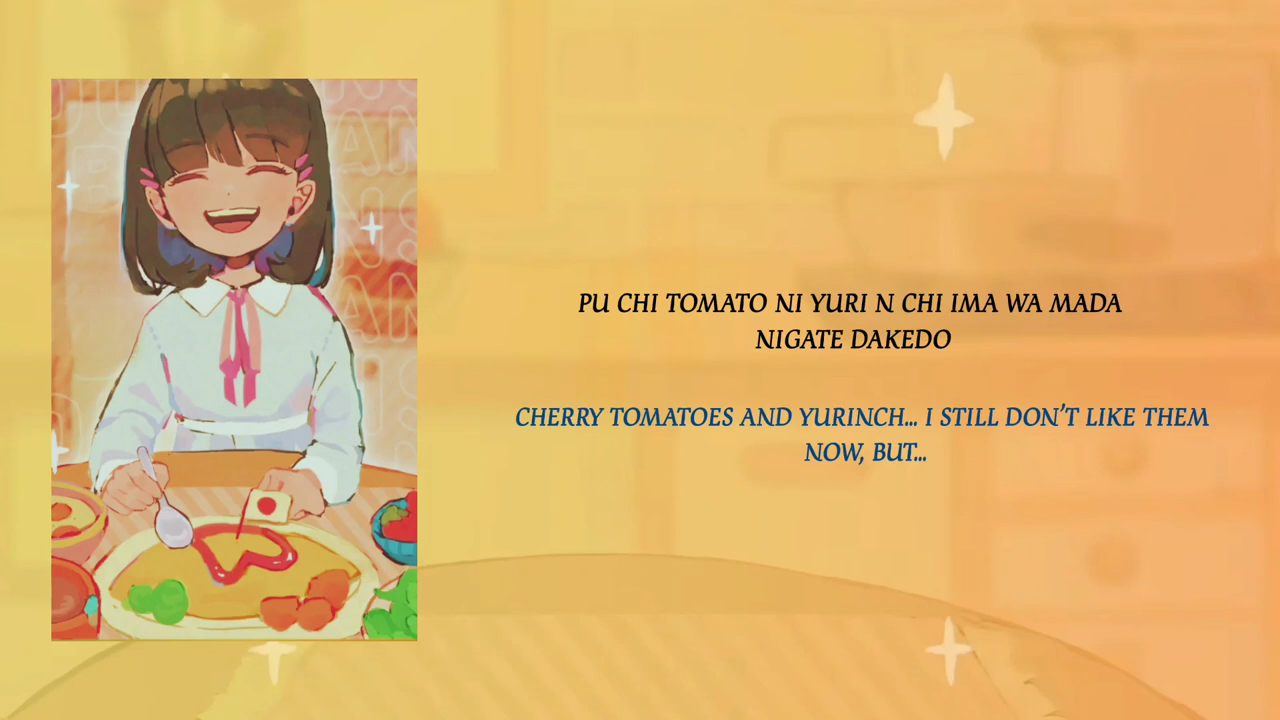 PU CHI TOMATO NI YURI N CHI IMA WA MADA
NIGATE DAKEDO
CHERRY TOMATOES AND YURINCH... I STILL DON'T LIKE THEM
NOW, BUT...